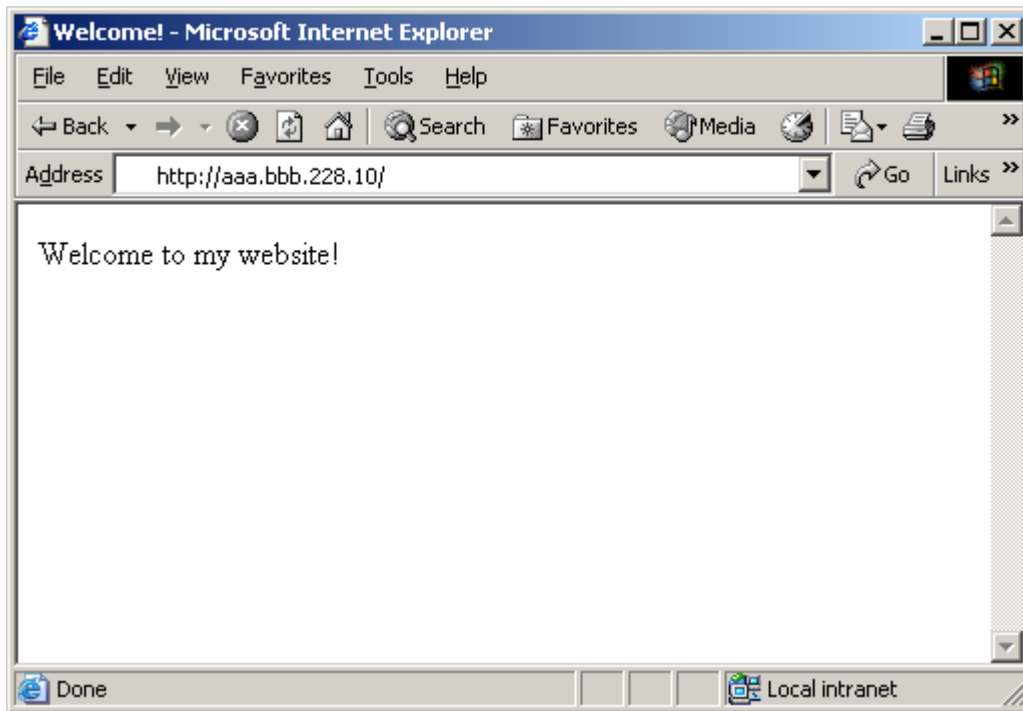 Welcome! - Microsoft Internet Explorer
File Edit View Favorites Tools Help
Back Search Favorites Media »
Address http://aaa.bbb.228.10/ Go Links »
Welcome to my website!
Done Local intranet